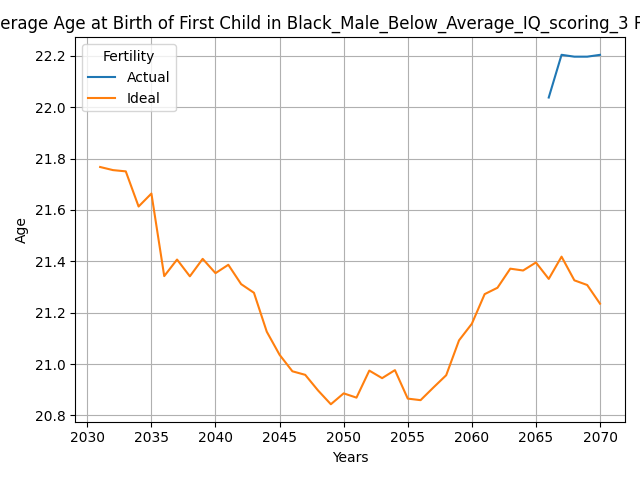 erage Age at Birth of First Child in Black_Male_Below_Average_IQ_scoring_3
Fertility
Actual
Ideal
22.2
22.0
21.8
21.6
21.4
21.2
21.0
20.8
Age
2030 2035 2040 2045 2050 2055 2060 2065 2070
Years